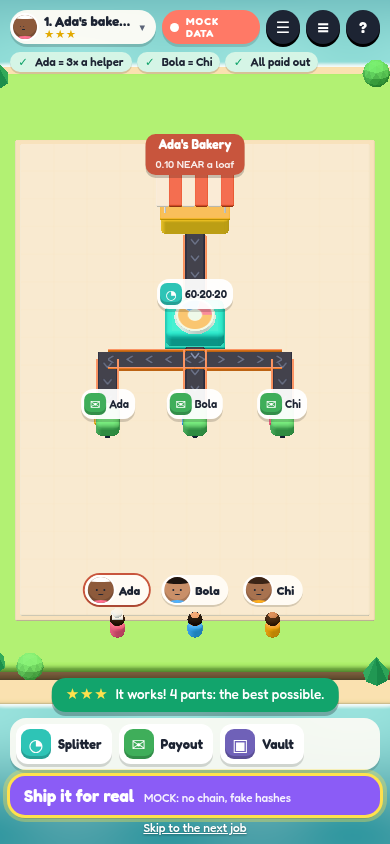 1. Ada's bake...
★★★
MOCK DATA
?
✓ Ada = 3× a helper
✓ Bola = Chi
✓ All paid out
Ada's Bakery
0.10 NEAR a loaf
60·20·20
Ada
Bola
Chi
Ada
Bola
Chi
★★★ It works! 4 parts: the best possible.
Splitter
Payout
Vault
Ship it for real MOCK: no chain, fake hashes
Skip to the next job